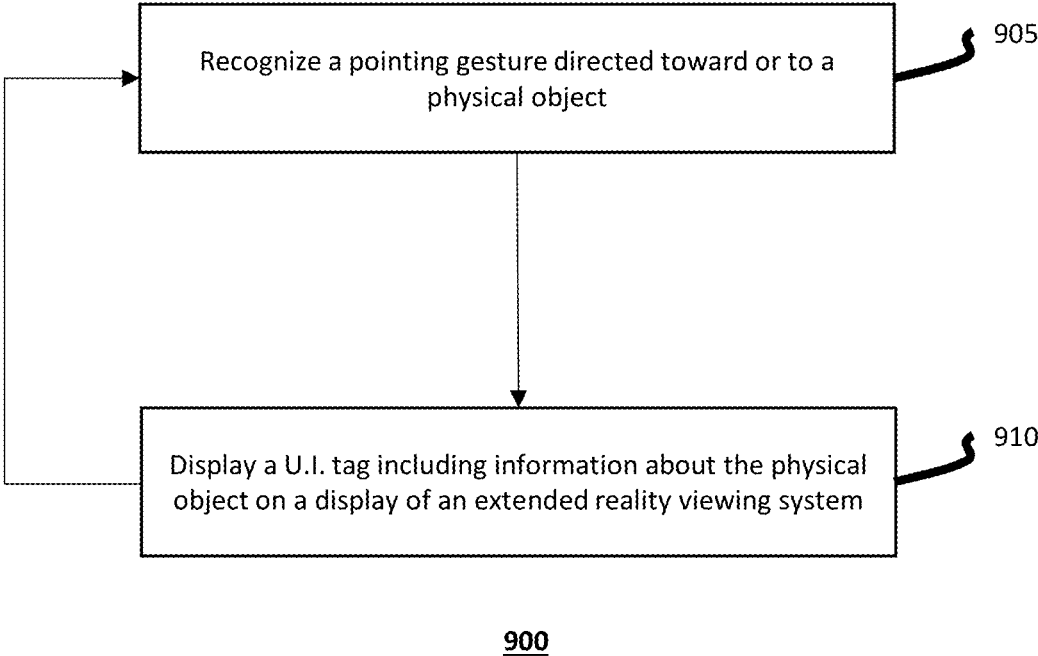 905
Recognize a pointing gesture directed toward or to a
physical object
910
Display a U.I. tag including information about the physical
object on a display of an extended reality viewing system
900